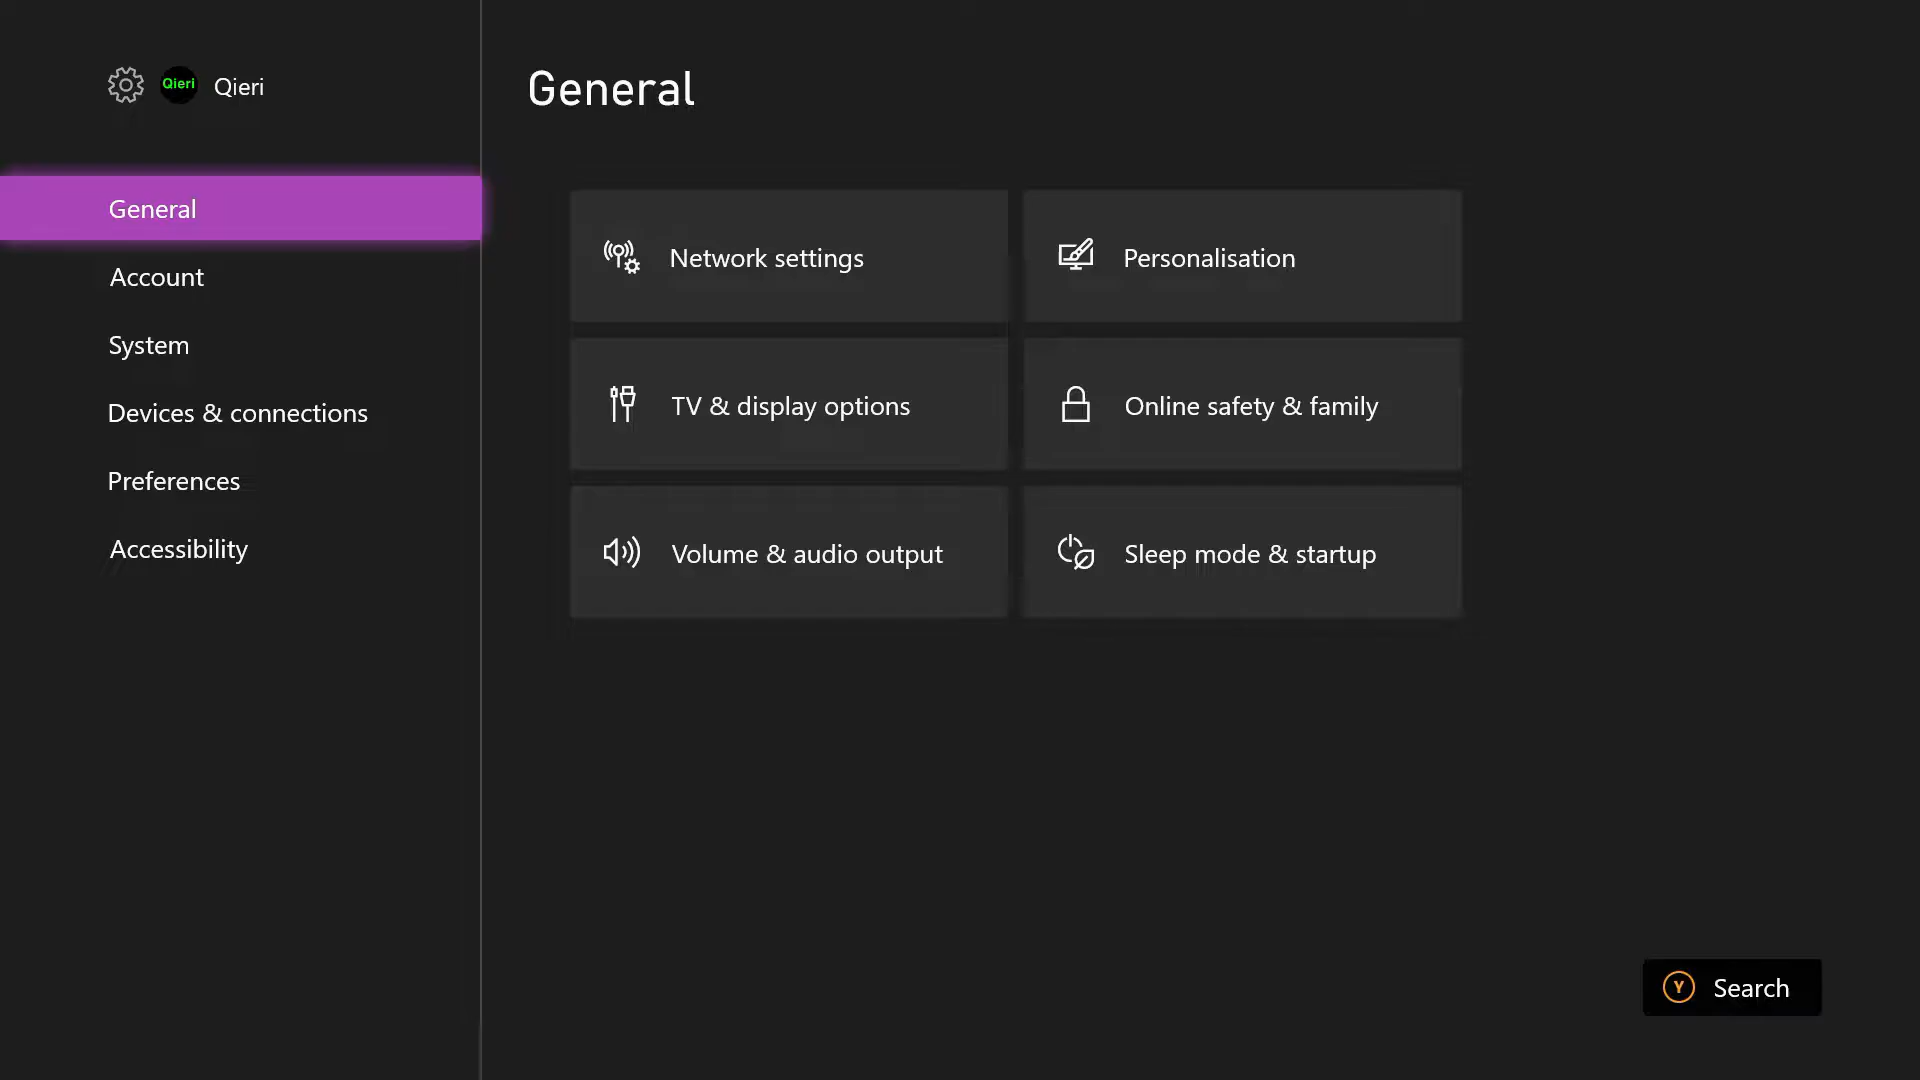 Qieri Qieri
General
Account
System
Devices & connections
Preferences
Accessibility
General
Network settings
Personalisation
TV & display options
Online safety & family
Volume & audio output
Sleep mode & startup
Y Search